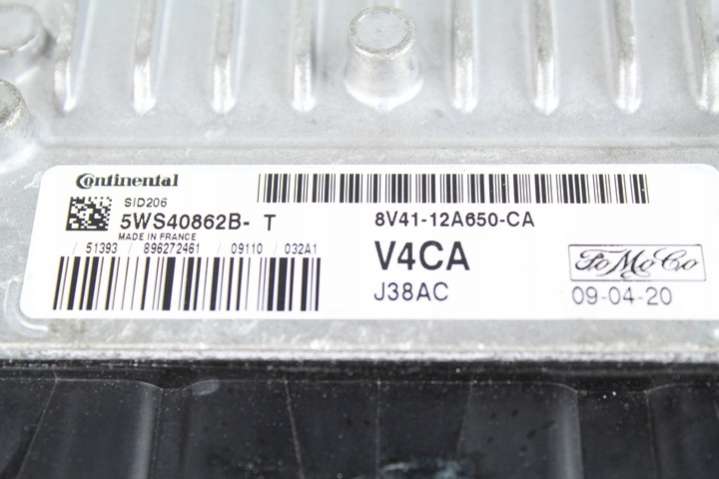 Continental
SID206
5WS40862B- T
MADE IN FRANCE
/ 51393 / 896272461 / 09110 / 032A1
8V41-12A650-CA
V4CA
J38AC
FoMoCo
09-04-20